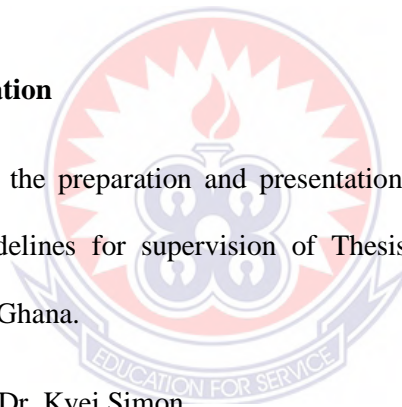 ation
the preparation and presentation
delines for supervision of Thesis
Ghana.
EDUCATION FOR SERVICE
Dr. Kyei Simon